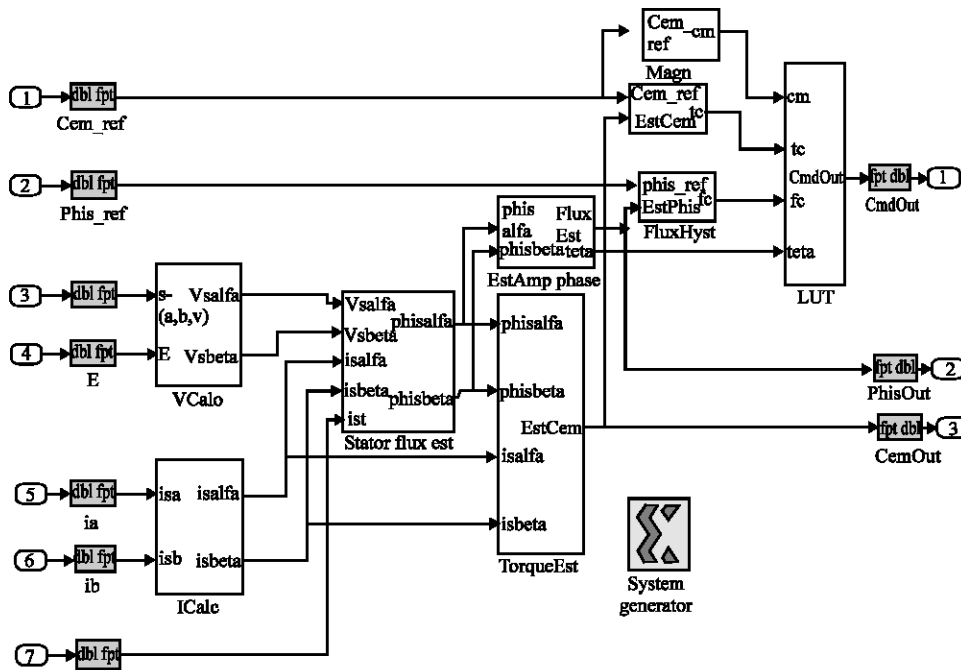 Cem_cm
ref
Magn
1
dbl fpt
Cem_ref
Cem_ref
EstCem
tc
cm
tc
CmdOut
fc
teta
LUT
fpt dbl
1
CmdOut
2
dbl fpt
Phis_ref
phis_ref
EstPhis
fc
FluxHyst
phis
alfa
phisbeta
Flux
Est
teta
EstAmp phase
3
dbl fpt
s-
(a,b,v)
Vsalfa
4
dbl fpt
E
E
Vsbeta
VCalo
Vsalfa
Vsbeta
isalfa
isbeta
ist
phisalfa
phisbeta
Stator flux est
phisalfa
phisbeta
EstCem
isalfa
isbeta
TorqueEst
fpt dbl
2
PhisOut
fpt dbl
3
CemOut
5
dbl fpt
ia
isa
isalfa
6
dbl fpt
ib
isb
isbeta
ICalc
System
generator
7
dbl fpt